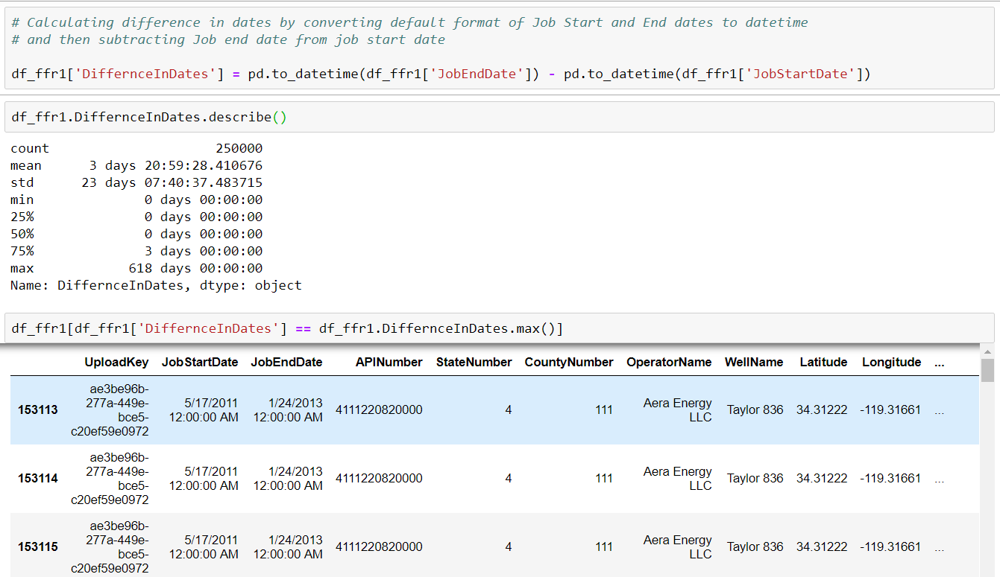 # Calculating difference in dates by converting default format of Job Start and End dates to datetime
# and then subtracting Job end date from job start date
df_ffr1['DiffernceInDates'] = pd.to_datetime(df_ffr1['JobEndDate']) - pd.to_datetime(df_ffr1['JobStartDate'])
df_ffr1.DiffernceInDates.describe()
count 250000
mean 3 days 20:59:28.410676
std 23 days 07:40:37.483715
min 0 days 00:00:00
25% 0 days 00:00:00
50% 0 days 00:00:00
75% 3 days 00:00:00
max 618 days 00:00:00
Name: DiffernceInDates, dtype: object
df_ffr1[df_ffr1['DiffernceInDates'] == df_ffr1.DiffernceInDates.max()]
UploadKey JobStartDate JobEndDate APINumber StateNumber CountyNumber OperatorName WellName Latitude Longitude ...
ae3be96b-
277a-449e- 5/17/2011 1/24/2013 Aera Energy
153113 4111220820000 4 111 Taylor 836 34.31222 -119.31661 ...
bce5- 12:00:00 AM 12:00:00 AM LLC
c20ef59e0972
ae3be96b-
277a-449e- 5/17/2011 1/24/2013 Aera Energy
153114 4111220820000 4 111 Taylor 836 34.31222 -119.31661 ...
bce5- 12:00:00 AM 12:00:00 AM LLC
c20ef59e0972
ae3be96b-
277a-449e- 5/17/2011 1/24/2013 Aera Energy
153115 4111220820000 4 111 Taylor 836 34.31222 -119.31661 ...
bce5- 12:00:00 AM 12:00:00 AM LLC
c20ef59e0972